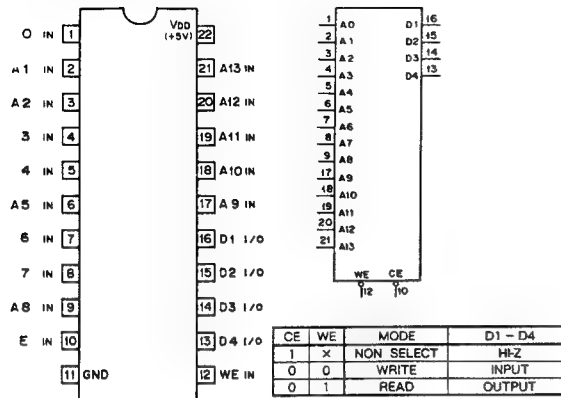 VDD
(+5V)
0 IN 1
22
A1 IN 2
21 A13 IN
A2 IN 3
20 A12 IN
3 IN 4
19 A11 IN
4 IN 5
18 A10 IN
A5 IN 6
17 A9 IN
6 IN 7
16 D1 I/O
7 IN 8
15 D2 I/O
A8 IN 9
14 D3 I/O
E IN 10
13 D4 I/O
11 GND
12 WE IN
1 A0 D1 16
2 A1 D2 15
3 A2 D3 14
4 A3 D4 13
5 A4
6 A5
7 A6
8 A7
9 A8
17 A9
18 A10
19 A11
20 A12
21 A13
WE CE
12 10
CE WE MODE D1 – D4
1 × NON SELECT HI-Z
0 0 WRITE INPUT
0 1 READ OUTPUT